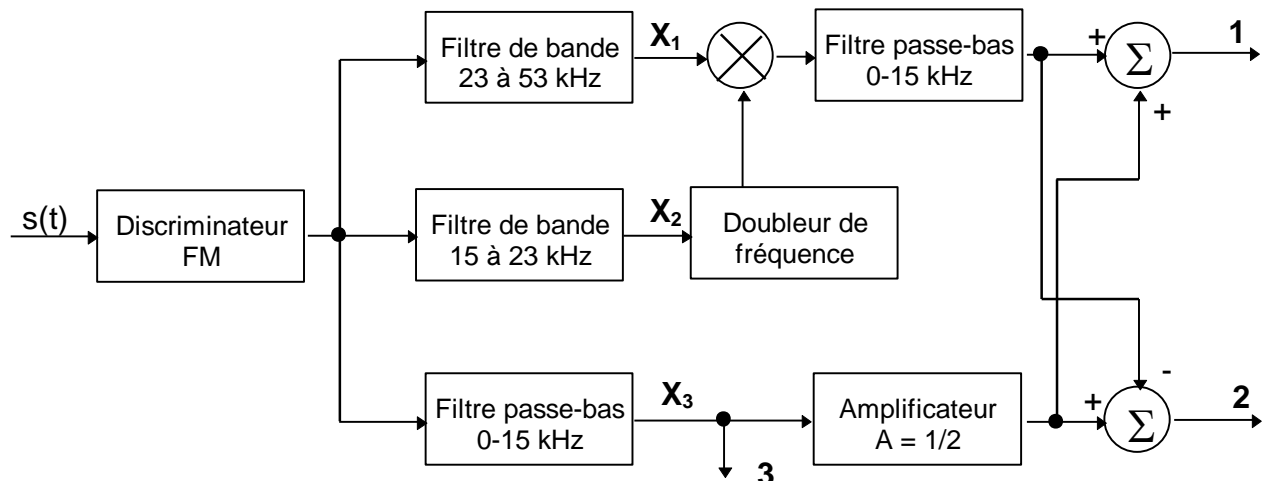 Filtre de bande
23 à 53 kHz
X1
Filtre passe-bas
0-15 kHz
+
Σ
1
+
s(t)
Discriminateur
FM
Filtre de bande
15 à 23 kHz
X2
Doubleur de
fréquence
Filtre passe-bas
0-15 kHz
X3
3
Amplificateur
A = 1/2
+
-
Σ
2